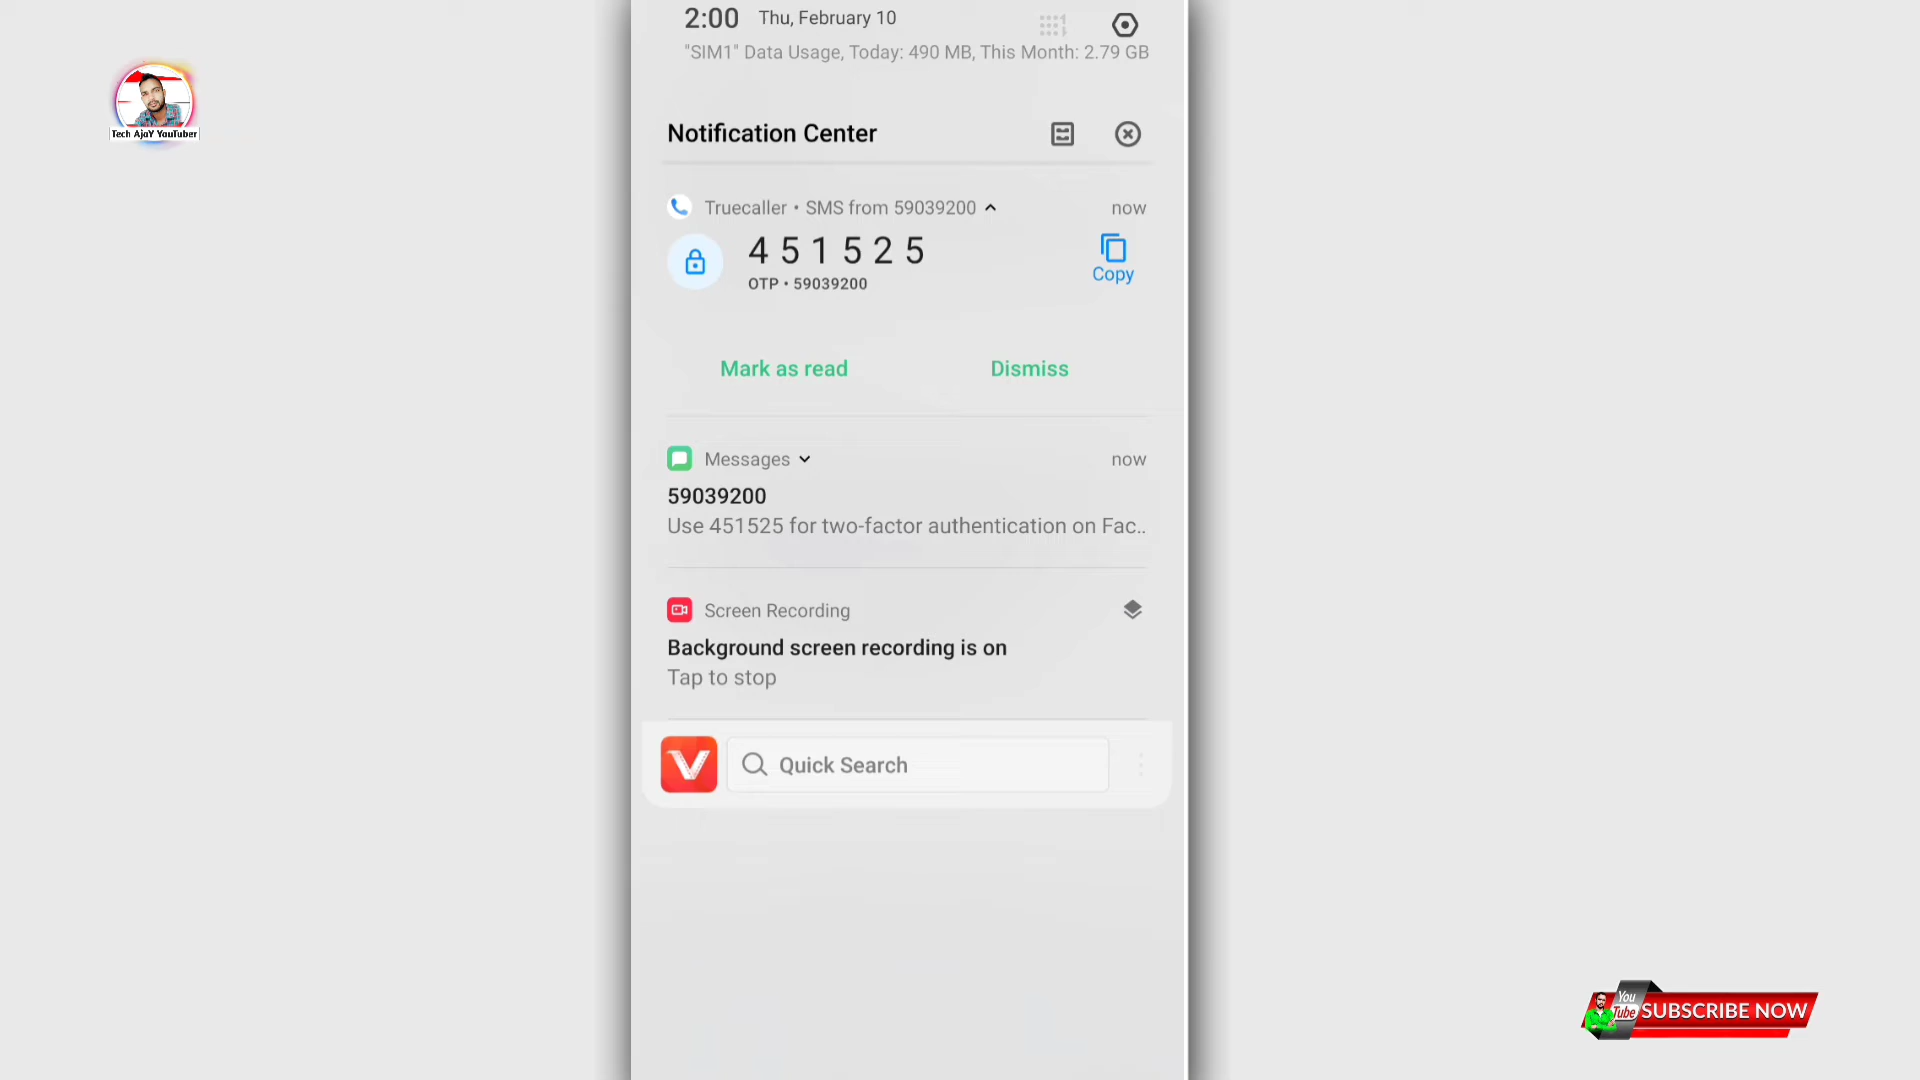 2:00 Thu, February 10
"SIM1" Data Usage, Today: 490 MB, This Month: 2.79 GB
Tech AjaY YouTuber
Notification Center
Truecaller • SMS from 59039200 now
4 5 1 5 2 5
OTP • 59039200
Copy
Mark as read Dismiss
Messages now
59039200
Use 451525 for two-factor authentication on Fac..
Screen Recording
Background screen recording is on
Tap to stop
V Quick Search
You Tube SUBSCRIBE NOW